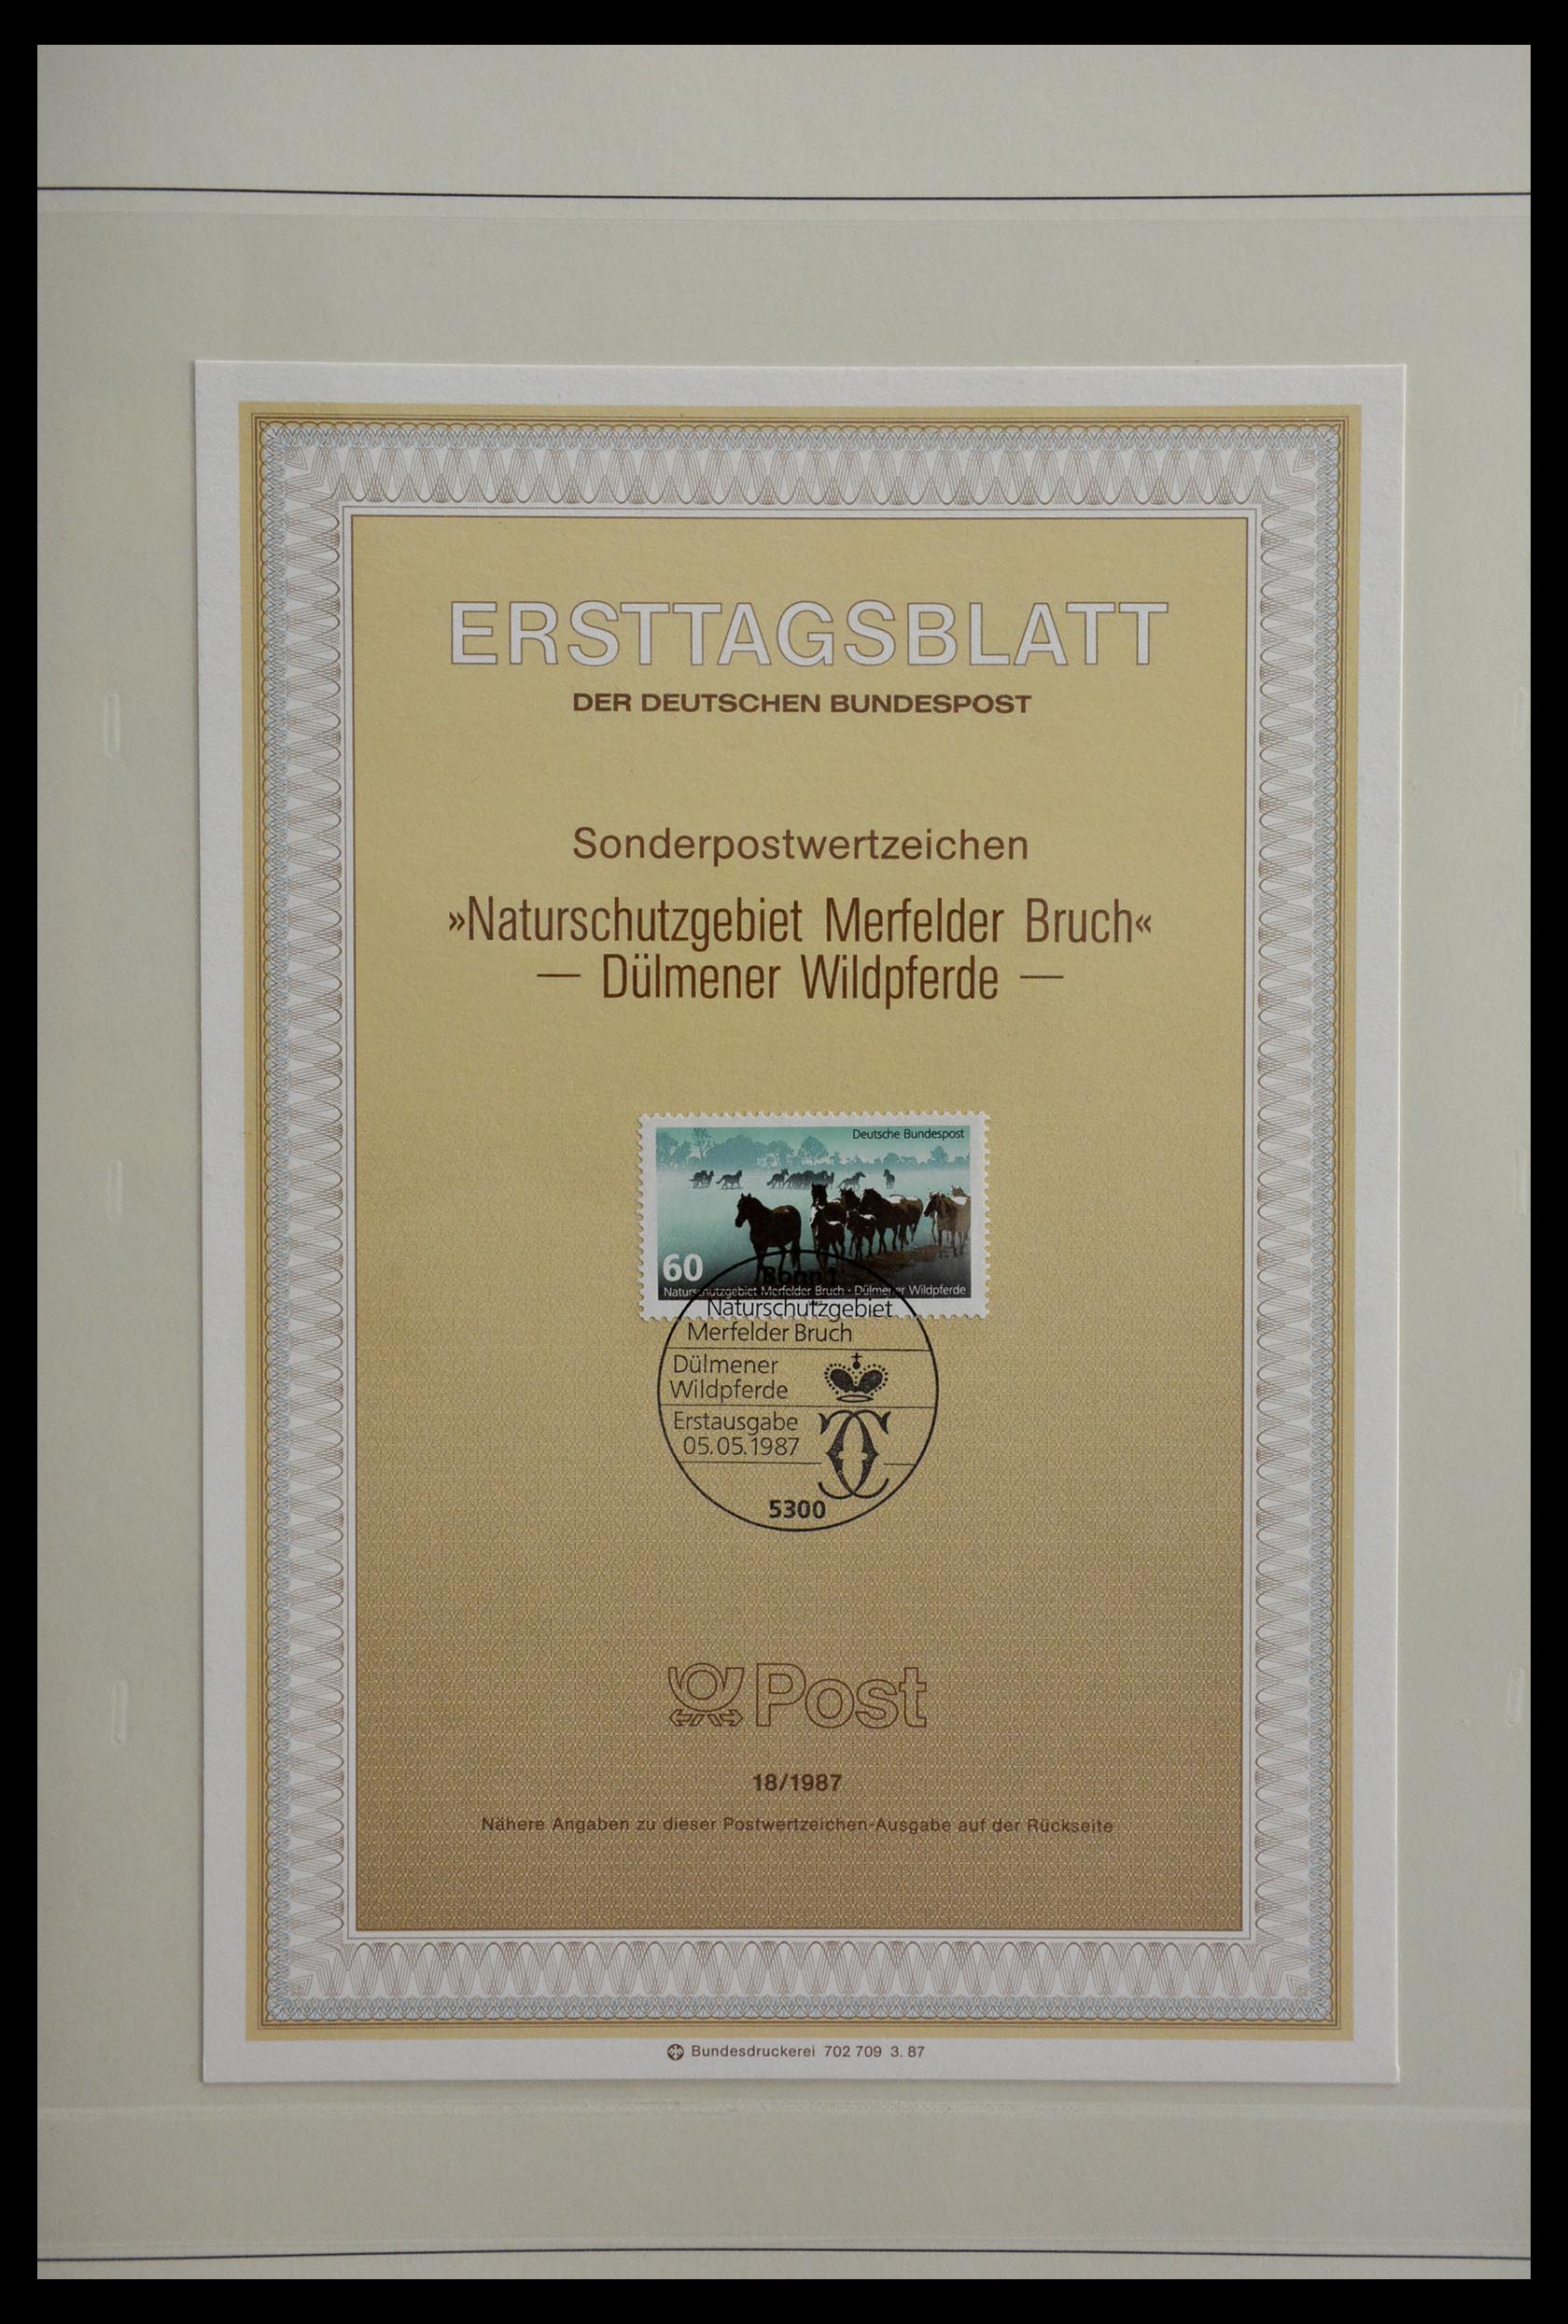 ERSTTAGSBLATT
DER DEUTSCHEN BUNDESPOST
Sonderpostwertzeichen
»Naturschutzgebiet Merfelder Bruch«
— Dülmener Wildpferde —
Deutsche Bundespost
60
Naturschutzgebiet Merfelder Bruch · Dülmener Wildpferde
Bonn 1
Naturschutzgebiet
Merfelder Bruch
Dülmener
Wildpferde
Erstausgabe
05.05.1987
5300
Post
18/1987
Nähere Angaben zu dieser Postwertzeichen-Ausgabe auf der Rückseite
Bundesdruckerei 702 709 3. 87